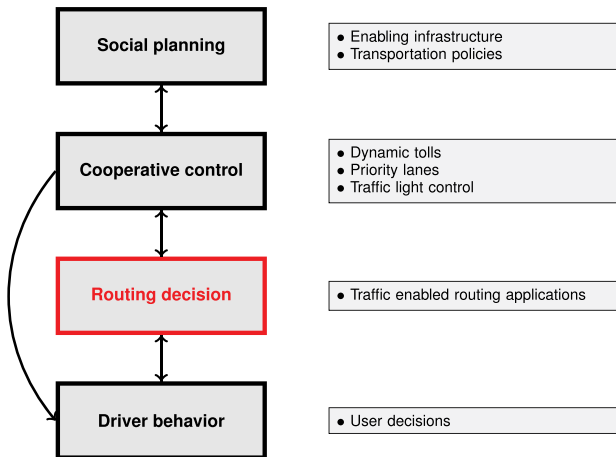 Social planning
● Enabling infrastructure
● Transportation policies
Cooperative control
● Dynamic tolls
● Priority lanes
● Traffic light control
Routing decision
● Traffic enabled routing applications
Driver behavior
● User decisions